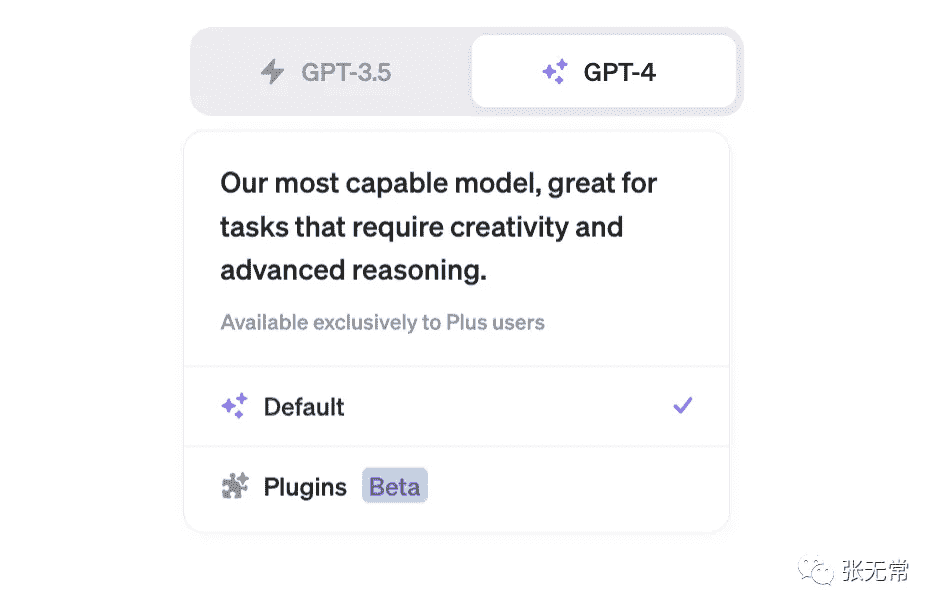 GPT-3.5
GPT-4
Our most capable model, great for
tasks that require creativity and
advanced reasoning.
Available exclusively to Plus users
Default
Plugins Beta
张无常